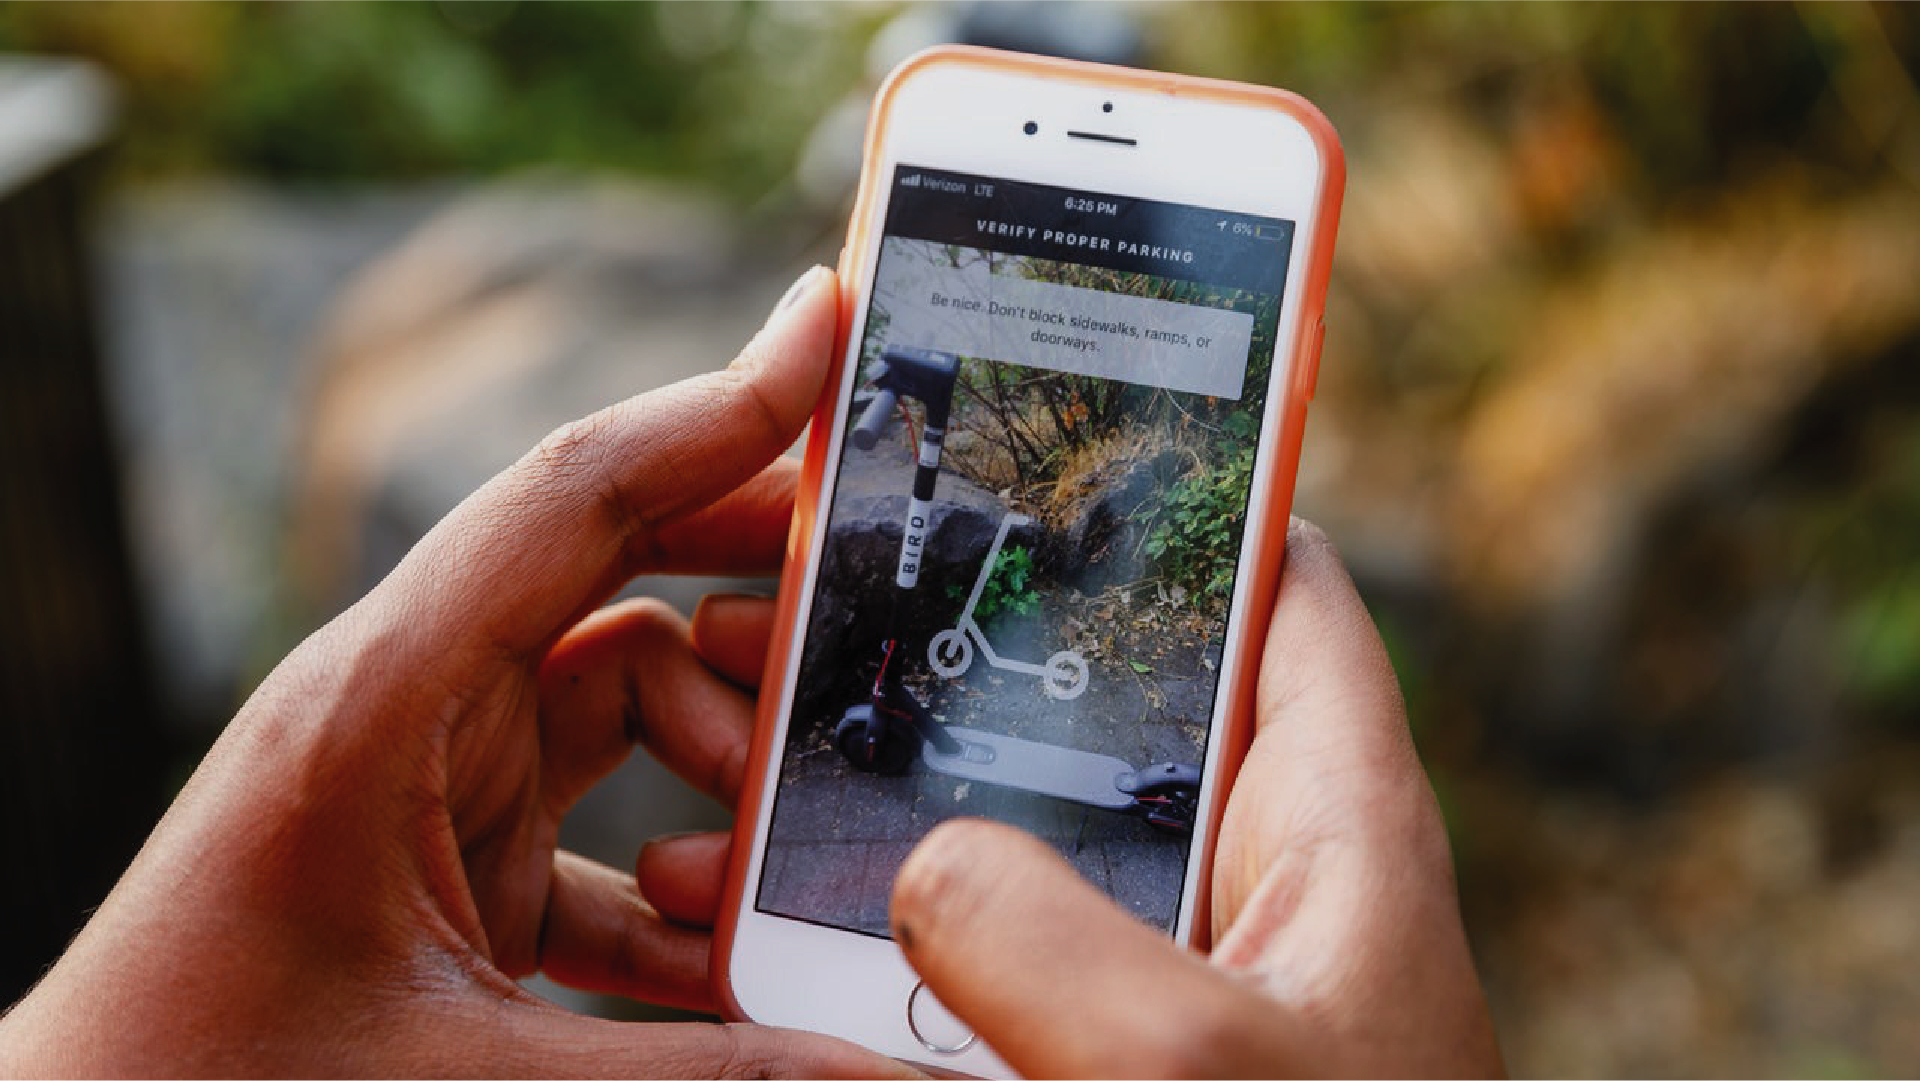 Verizon LTE
6:25 PM
6%
VERIFY PROPER PARKING
Be nice. Don't block sidewalks, ramps, or
doorways.
BIRD